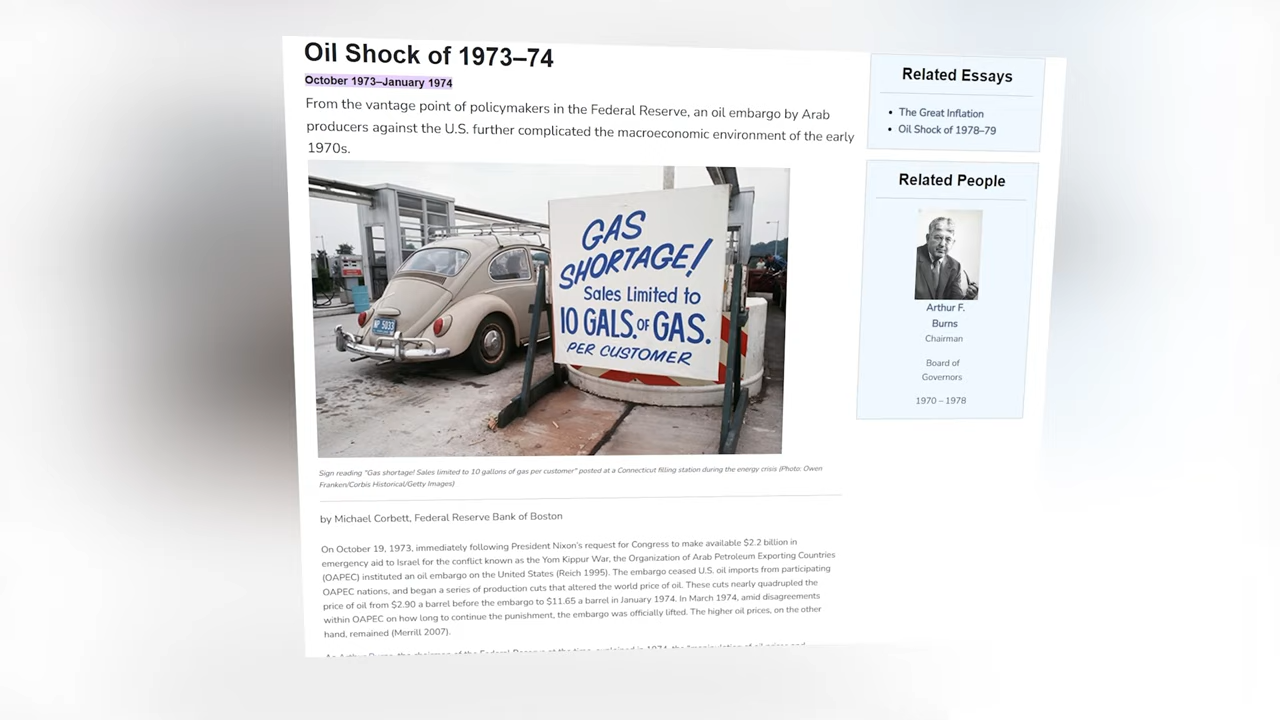 Oil Shock of 1973–74
October 1973–January 1974
From the vantage point of policymakers in the Federal Reserve, an oil embargo by Arab
producers against the U.S. further complicated the macroeconomic environment of the early
1970s.
GAS
SHORTAGE!
Sales Limited to
10 GALS. OF GAS.
PER CUSTOMER
NP 5033
Sign reading "Gas shortage! Sales limited to 10 gallons of gas per customer" posted at a Connecticut filling station during the energy crisis (Photo: Owen
Franken/Corbis Historical/Getty Images)
by Michael Corbett, Federal Reserve Bank of Boston
On October 19, 1973, immediately following President Nixon's request for Congress to make available $2.2 billion in
emergency aid to Israel for the conflict known as the Yom Kippur War, the Organization of Arab Petroleum Exporting Countries
(OAPEC) instituted an oil embargo on the United States (Reich 1995). The embargo ceased U.S. oil imports from participating
OAPEC nations, and began a series of production cuts that altered the world price of oil. These cuts nearly quadrupled the
price of oil from $2.90 a barrel before the embargo to $11.65 a barrel in January 1974. In March 1974, amid disagreements
within OAPEC on how long to continue the punishment, the embargo was officially lifted. The higher oil prices, on the other
hand, remained (Merrill 2007).
Related Essays
The Great Inflation
Oil Shock of 1978–79
Related People
Arthur F.
Burns
Chairman
Board of
Governors
1970 – 1978